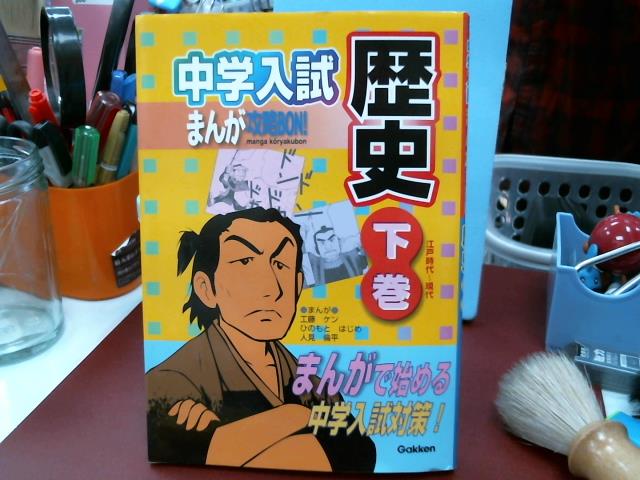 中学入試
まんが攻略BON!
manga kōryakubon
歴史
下巻
江戸時代~現代
●まんが●
工藤 ケン
ひのもと はじめ
人見 倫平
まんがで始める
中学入試対策!
Gakken